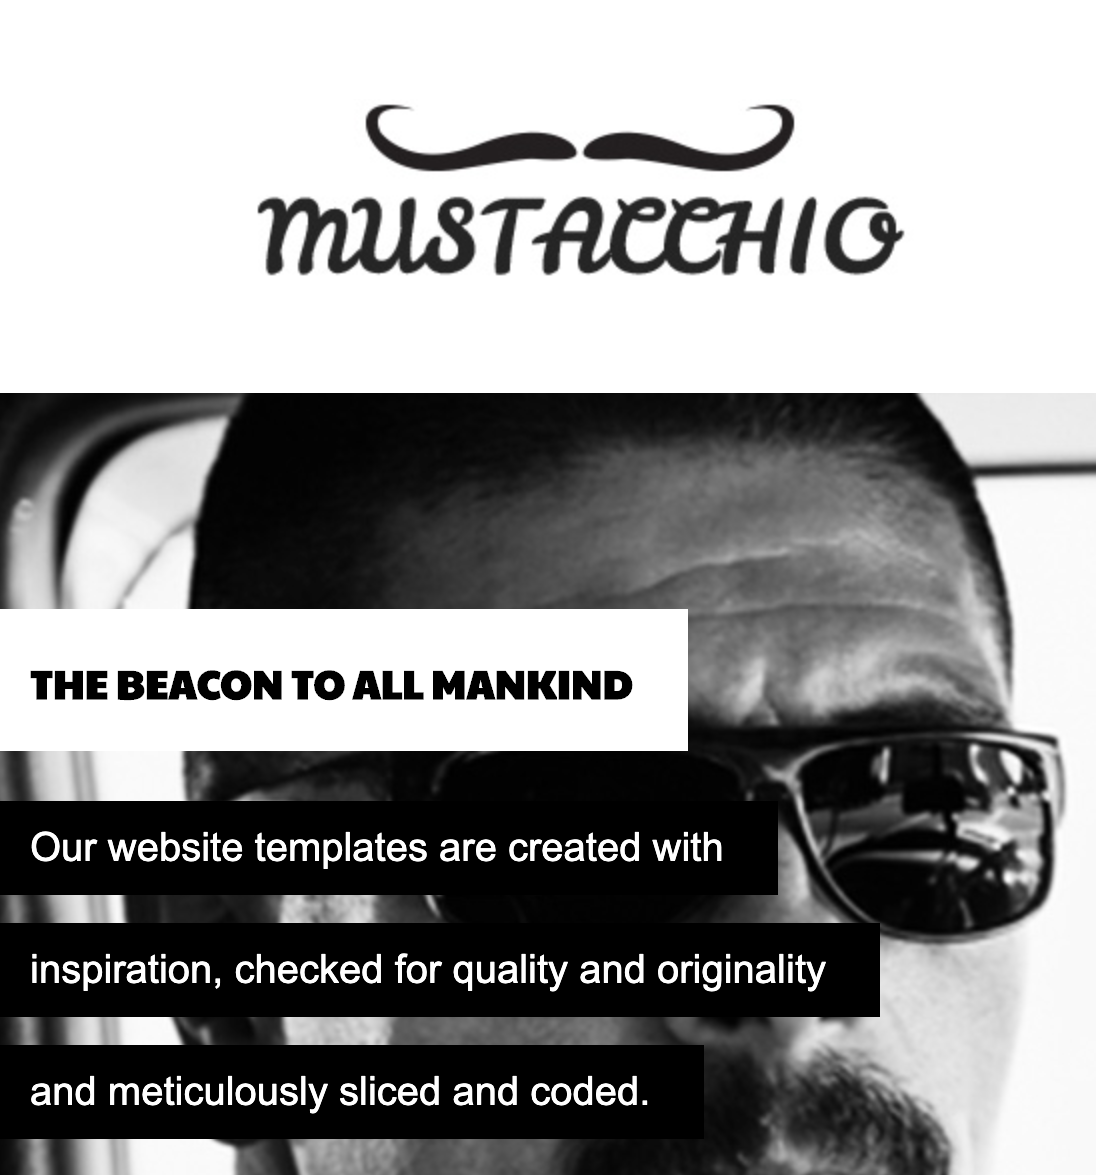 MUSTACCHIO
THE BEACON TO ALL MANKIND
Our website templates are created with
inspiration, checked for quality and originality
and meticulously sliced and coded.